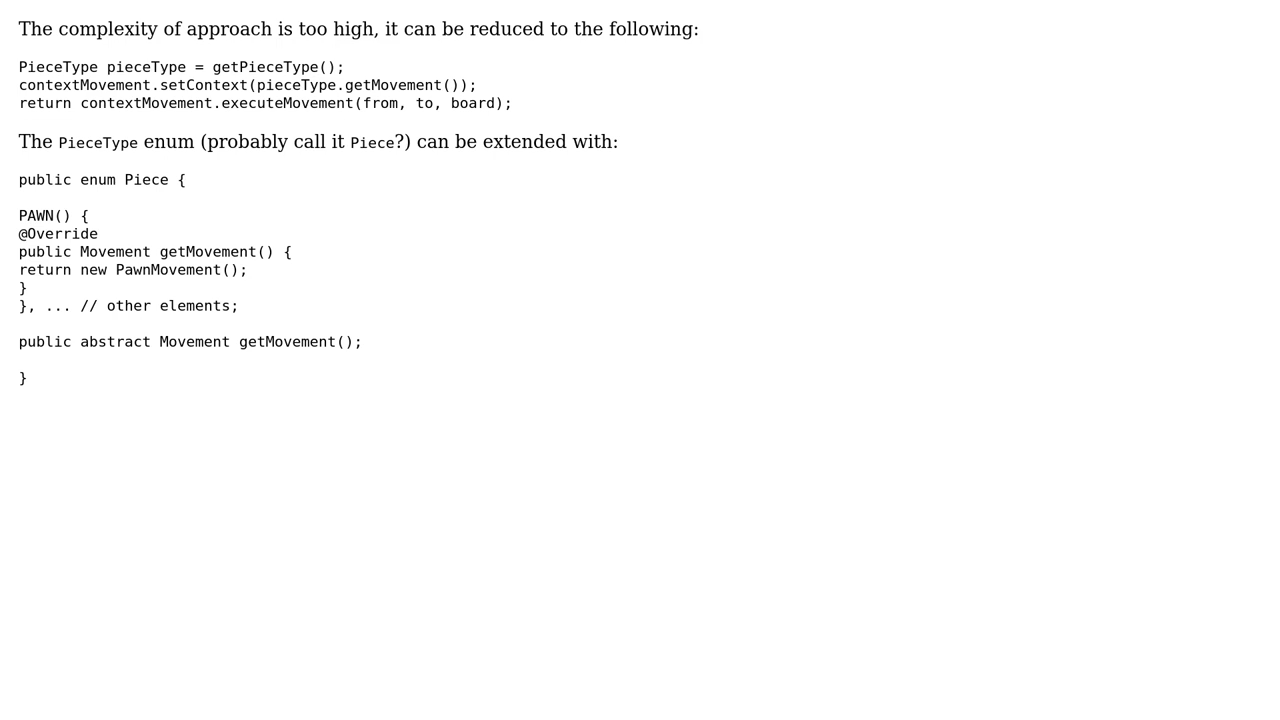 The complexity of approach is too high, it can be reduced to the following:
PieceType pieceType = getPieceType();
contextMovement.setContext(pieceType.getMovement());
return contextMovement.executeMovement(from, to, board);
The PieceType enum (probably call it Piece?) can be extended with:
public enum Piece {
PAWN() {
@Override
public Movement getMovement() {
return new PawnMovement();
}
}, ... // other elements;
public abstract Movement getMovement();
}